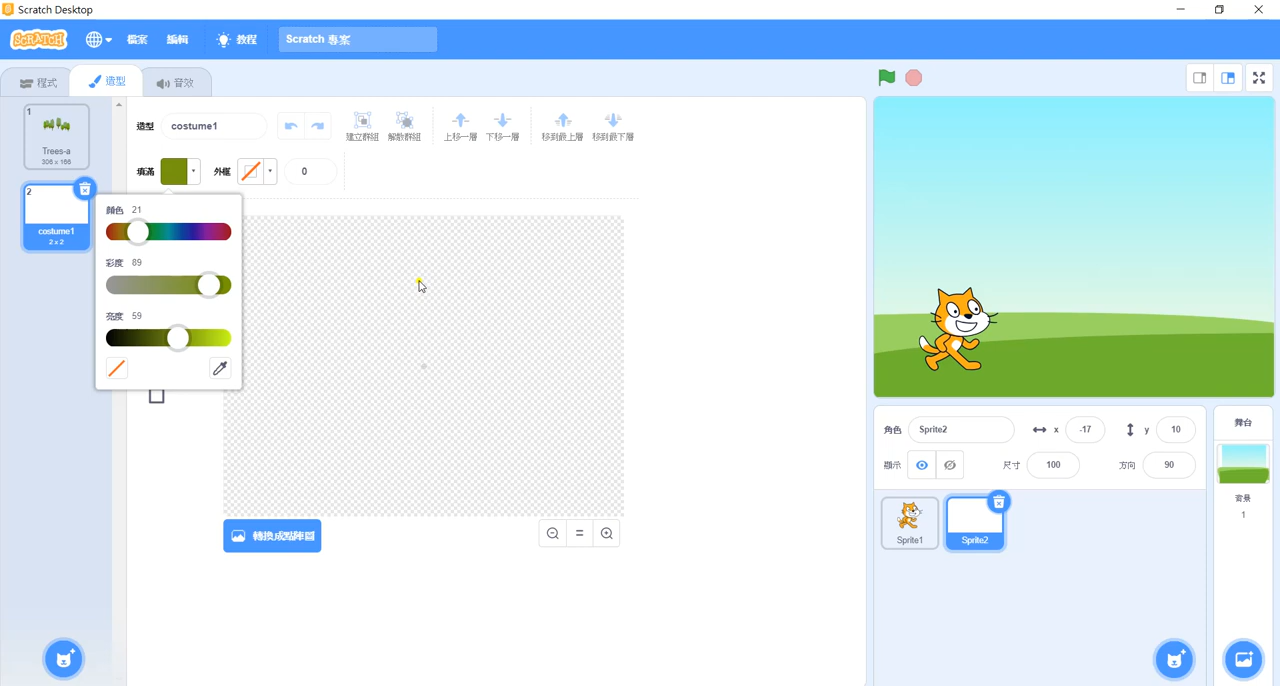 Scratch Desktop
SCRATCH 檔案 編輯 教程 Scratch 專案
程式 造型 音效
1
Trees-a
306 x 166
2
costume1
2 x 2
造型 costume1 建立群組 解散群組 上移一層 下移一層 移到最上層 移到最下層
填滿 外框 0
顏色 21
彩度 89
亮度 59
轉換成點陣圖
角色 Sprite2 x -17 y 10
顯示 尺寸 100 方向 90
Sprite1
Sprite2
舞台
背景
1